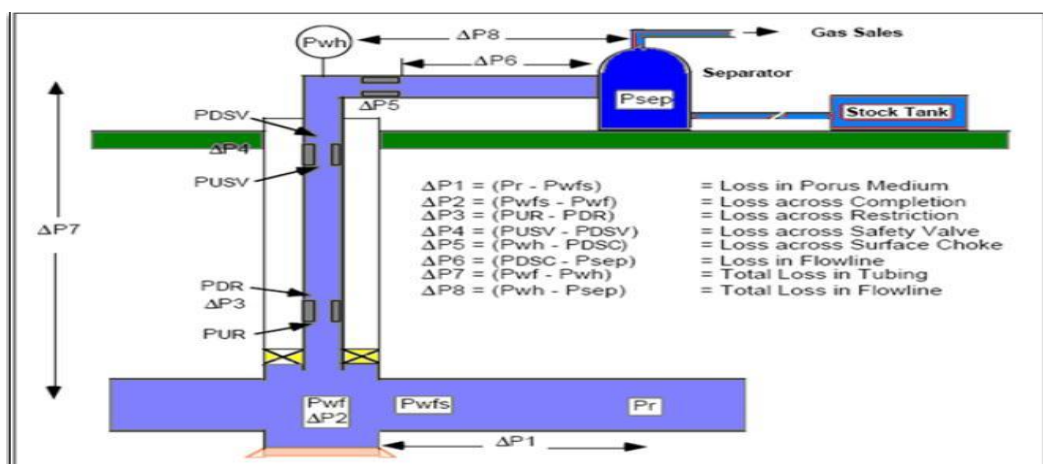 ΔP8
Gas Sales
Pwh
ΔP6
Separator
ΔP5
Psep
PDSV
Stock Tank
ΔP4
PUSV
ΔP1 = (Pr - Pwfs) = Loss in Porus Medium
ΔP2 = (Pwfs - Pwf) = Loss across Completion
ΔP3 = (PUR - PDR) = Loss across Restriction
ΔP4 = (PUSV - PDSV) = Loss across Safety Valve
ΔP5 = (Pwh - PDSC) = Loss across Surface Choke
ΔP6 = (PDSC - Psep) = Loss in Flowline
ΔP7 = (Pwf - Pwh) = Total Loss in Tubing
ΔP8 = (Pwh - Psep) = Total Loss in Flowline
ΔP7
PDR
ΔP3
PUR
Pwf
ΔP2
Pwfs
Pr
ΔP1